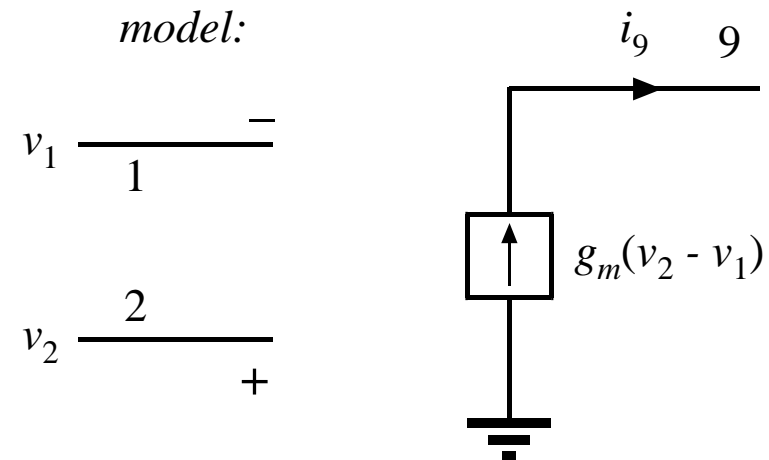 model:
i9 9
v1
1
–
gm(v2 - v1)
2
v2
+